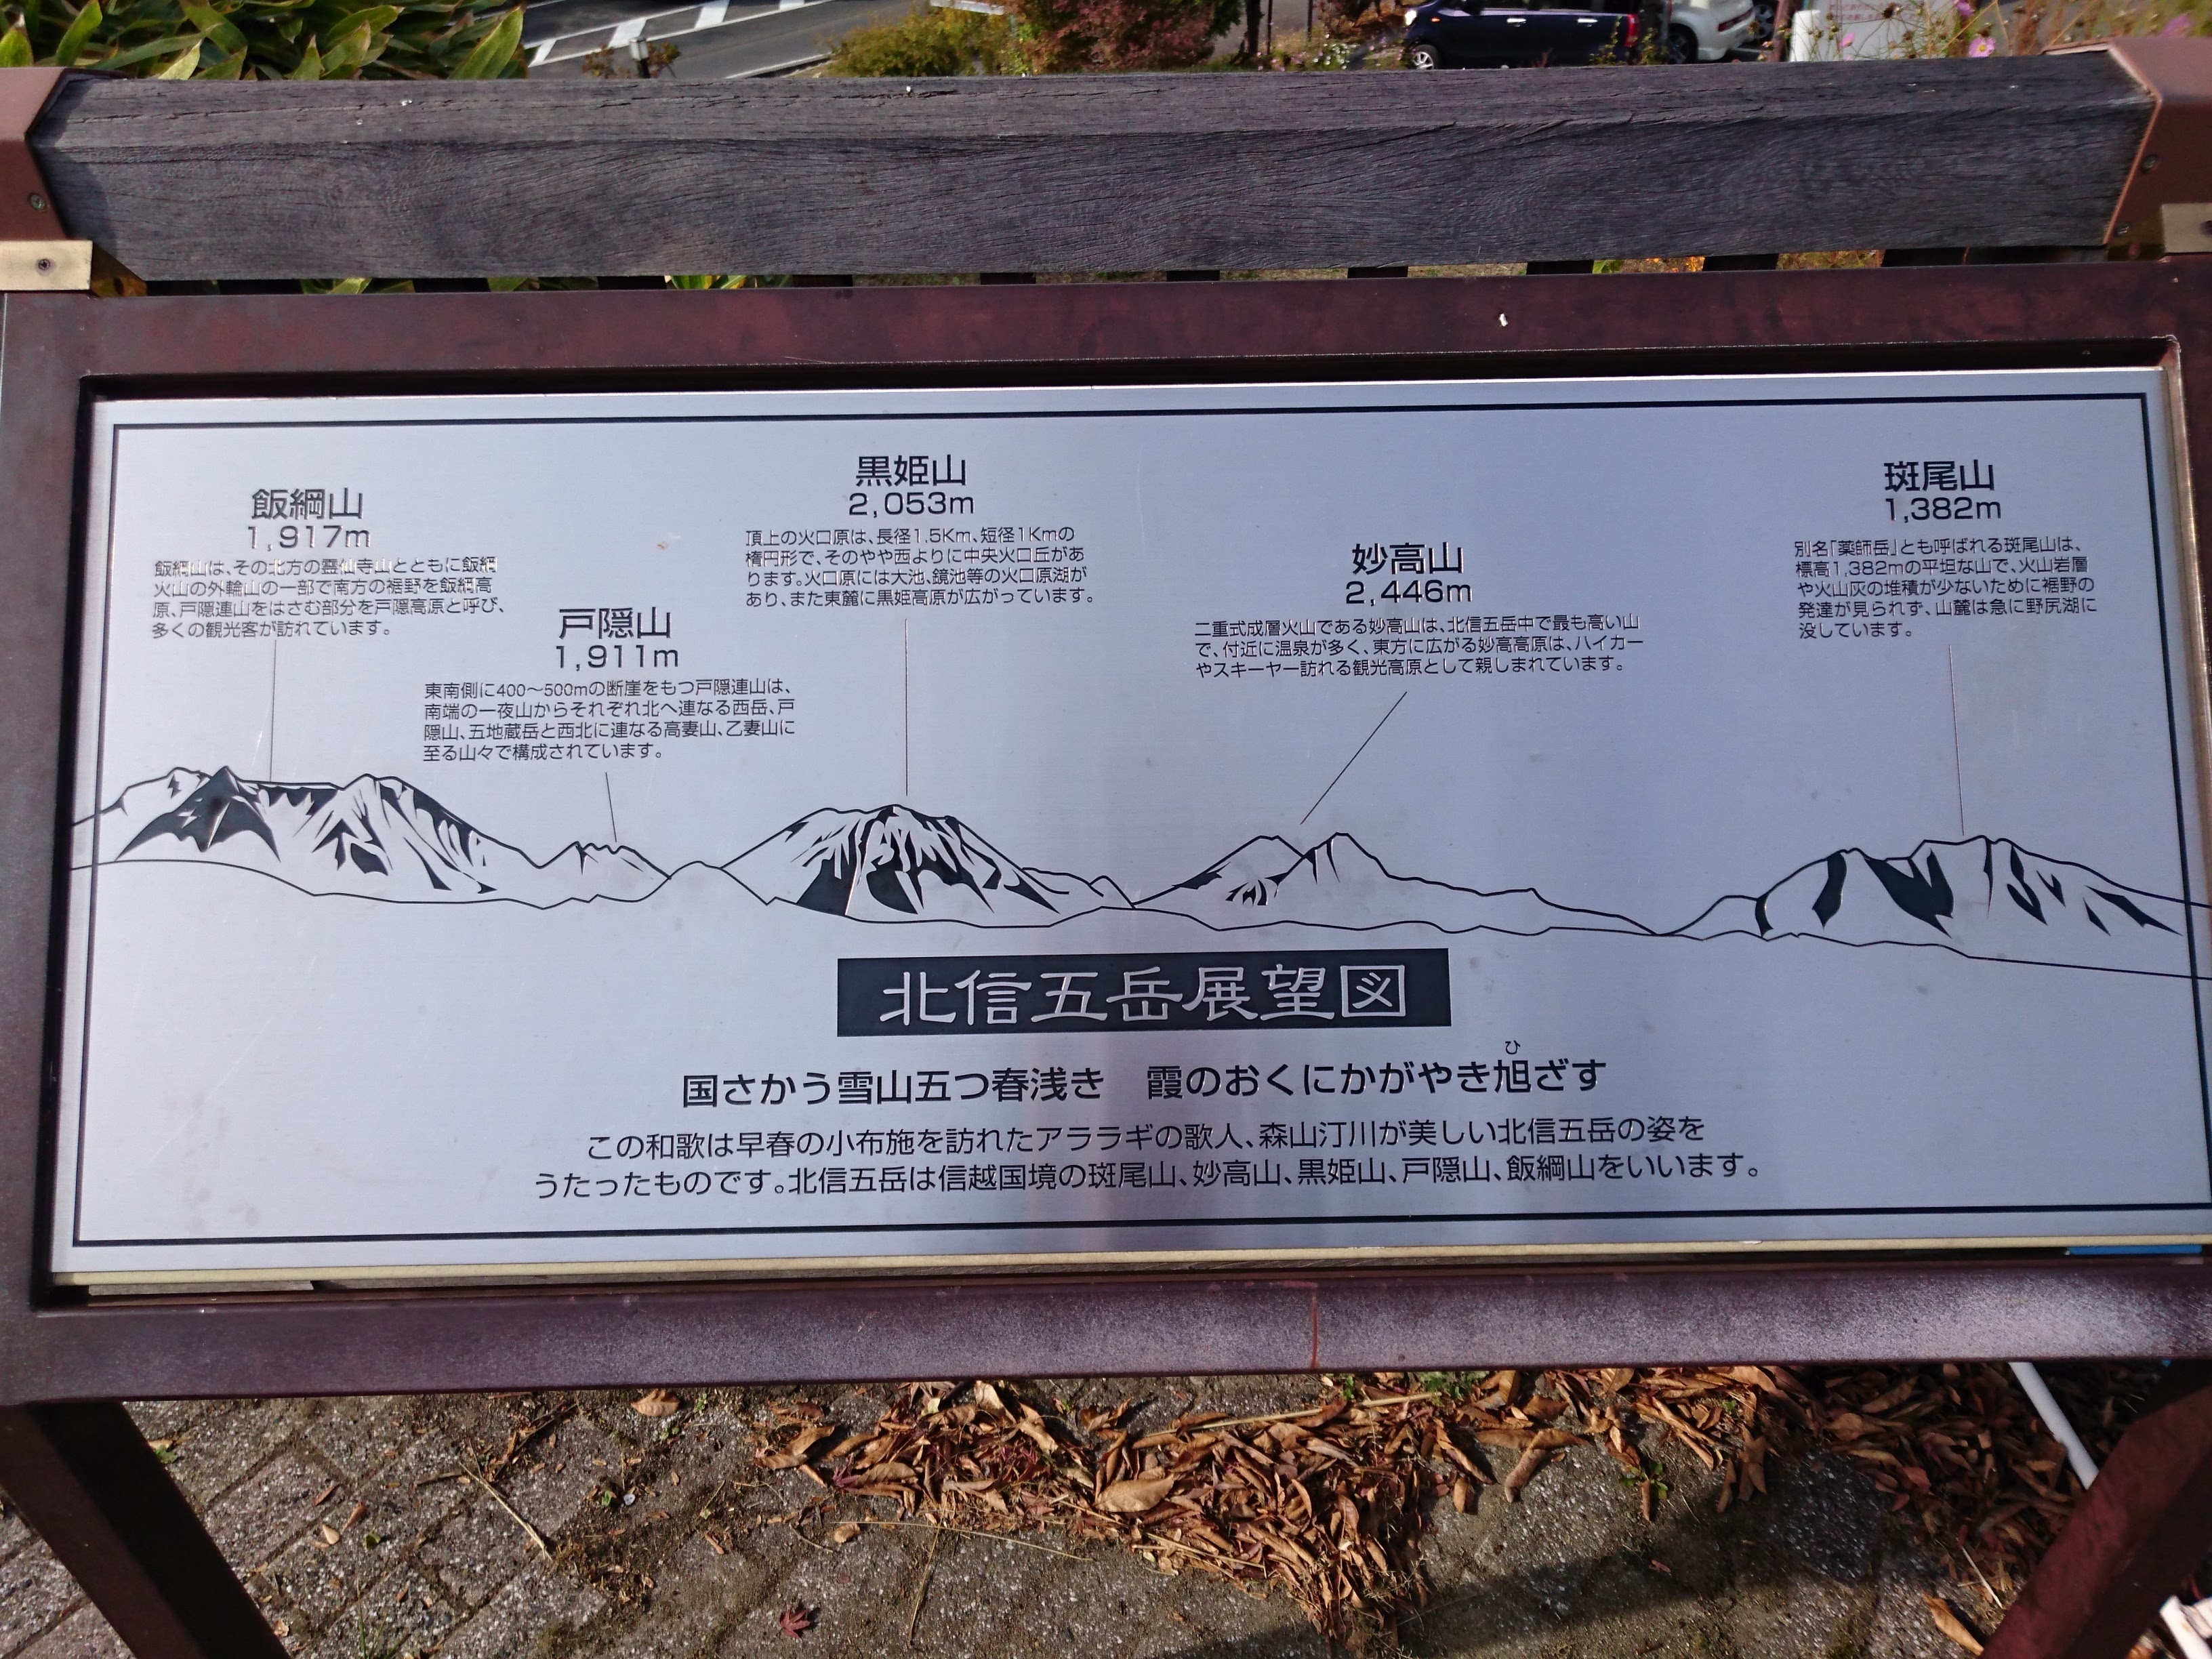 飯綱山
1,917m
飯綱山は、その北方の霊仙寺山とともに飯綱
火山の外輪山の一部で南方の裾野を飯綱高
原、戸隠連山をはさむ部分を戸隠高原と呼び、
多くの観光客が訪れています。
戸隠山
1,911m
東南側に400〜500mの断崖をもつ戸隠連山は、
南端の一夜山からそれぞれ北へ連なる西岳、戸
隠山、五地蔵岳と西北に連なる高妻山、乙妻山に
至る山々で構成されています。
黒姫山
2,053m
頂上の火口原は、長径1.5Km、短径1Kmの
楕円形で、そのやや西よりに中央火口丘があ
ります。火口原には大池、鏡池等の火口原湖が
あり、また東麓に黒姫高原が広がっています。
妙高山
2,446m
二重式成層火山である妙高山は、北信五岳中で最も高い山
で、付近に温泉が多く、東方に広がる妙高高原は、ハイカー
やスキーヤー訪れる観光高原として親しまれています。
斑尾山
1,382m
別名「薬師岳」とも呼ばれる斑尾山は、
標高1,382mの平坦な山で、火山岩層
や火山灰の堆積が少ないために裾野の
発達が見られず、山麓は急に野尻湖に
没しています。
北信五岳展望図
国さかう雪山五つ春浅き　霞のおくにかがやき旭ざす
ひ
この和歌は早春の小布施を訪れたアララギの歌人、森山汀川が美しい北信五岳の姿を
うたったものです。北信五岳は信越国境の斑尾山、妙高山、黒姫山、戸隠山、飯綱山をいいます。